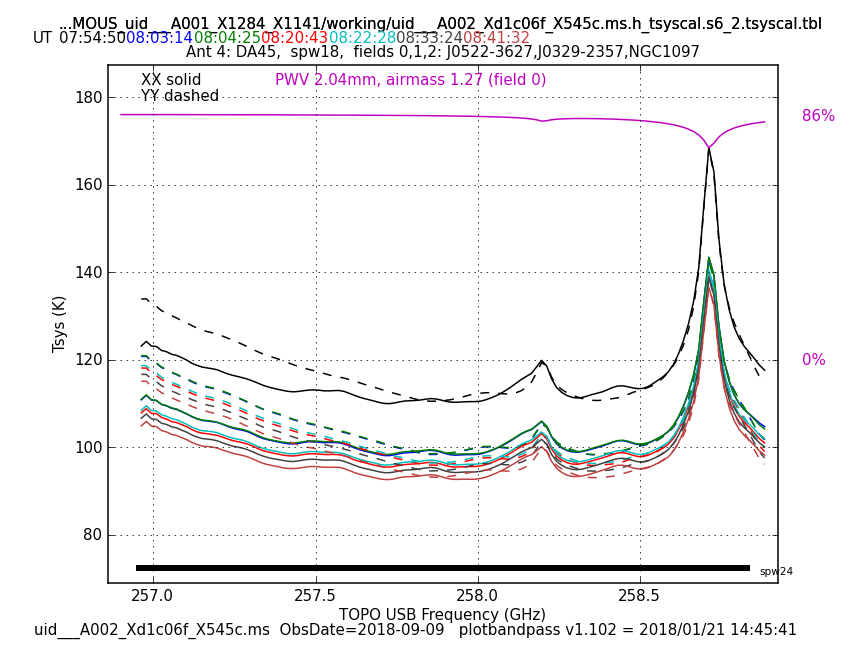 ...MOUS_uid___A001_X1284_X1141/working/uid___A002_Xd1c06f_X545c.ms.h_tsyscal.s6_2.tsyscal.tbl
UT 07:54:50 08:03:14 08:04:25 08:20:43 08:22:28 08:33:24 08:41:32
Ant 4: DA45,  spw18,  fields 0,1,2: J0522-3627,J0329-2357,NGC1097
XX solid
PWV 2.04mm, airmass 1.27 (field 0)
YY dashed
180
86%
160
140
Tsys (K)
120
0%
100
80
spw24
257.0 257.5 258.0 258.5
TOPO USB Frequency (GHz)
uid___A002_Xd1c06f_X545c.ms  ObsDate=2018-09-09   plotbandpass v1.102 = 2018/01/21 14:45:41